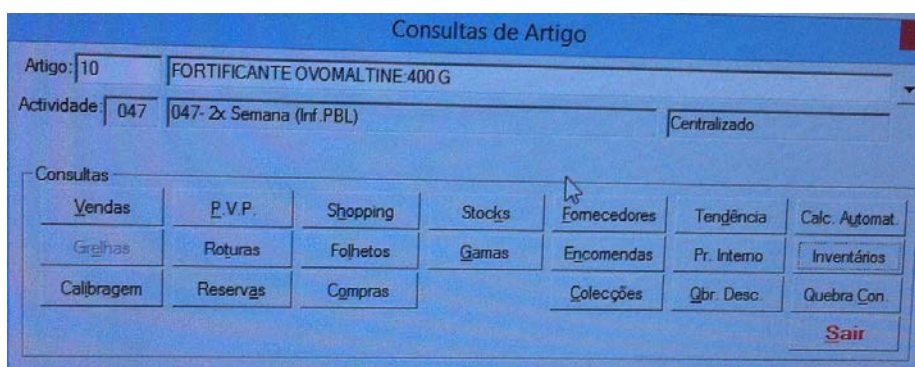 Consultas de Artigo
Artigo: 10 FORTIFICANTE OVOMALTINE 400 G
Actividade: 047 047- 2x Semana (Inf.PBL) Centralizado
Consultas
Vendas P.V.P. Shopping Stocks Fornecedores Tendência Calc. Automat.
Grelhas Roturas Folhetos Gamas Encomendas Pr. Interno Inventários
Calibragem Reservas Compras Colecções Qbr. Desc. Quebra Con.
Sair